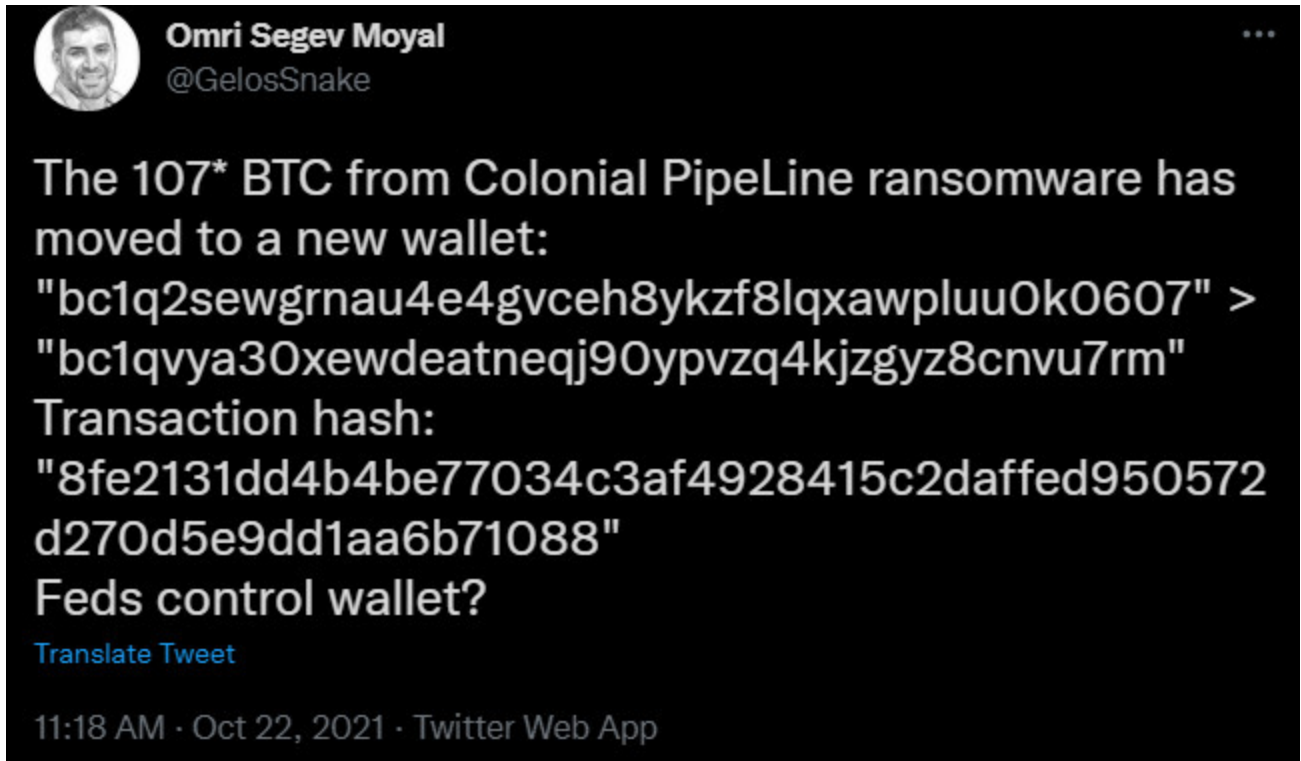 Omri Segev Moyal
@GelosSnake
The 107* BTC from Colonial PipeLine ransomware has
moved to a new wallet:
"bc1q2sewgrnau4e4gvceh8ykzf8lqxawpluu0k0607" >
"bc1qvya30xewdeatneqj90ypvzq4kjzgyz8cnvu7rm"
Transaction hash:
"8fe2131dd4b4be77034c3af4928415c2daffed950572
d270d5e9dd1aa6b71088"
Feds control wallet?
Translate Tweet
11:18 AM · Oct 22, 2021 · Twitter Web App